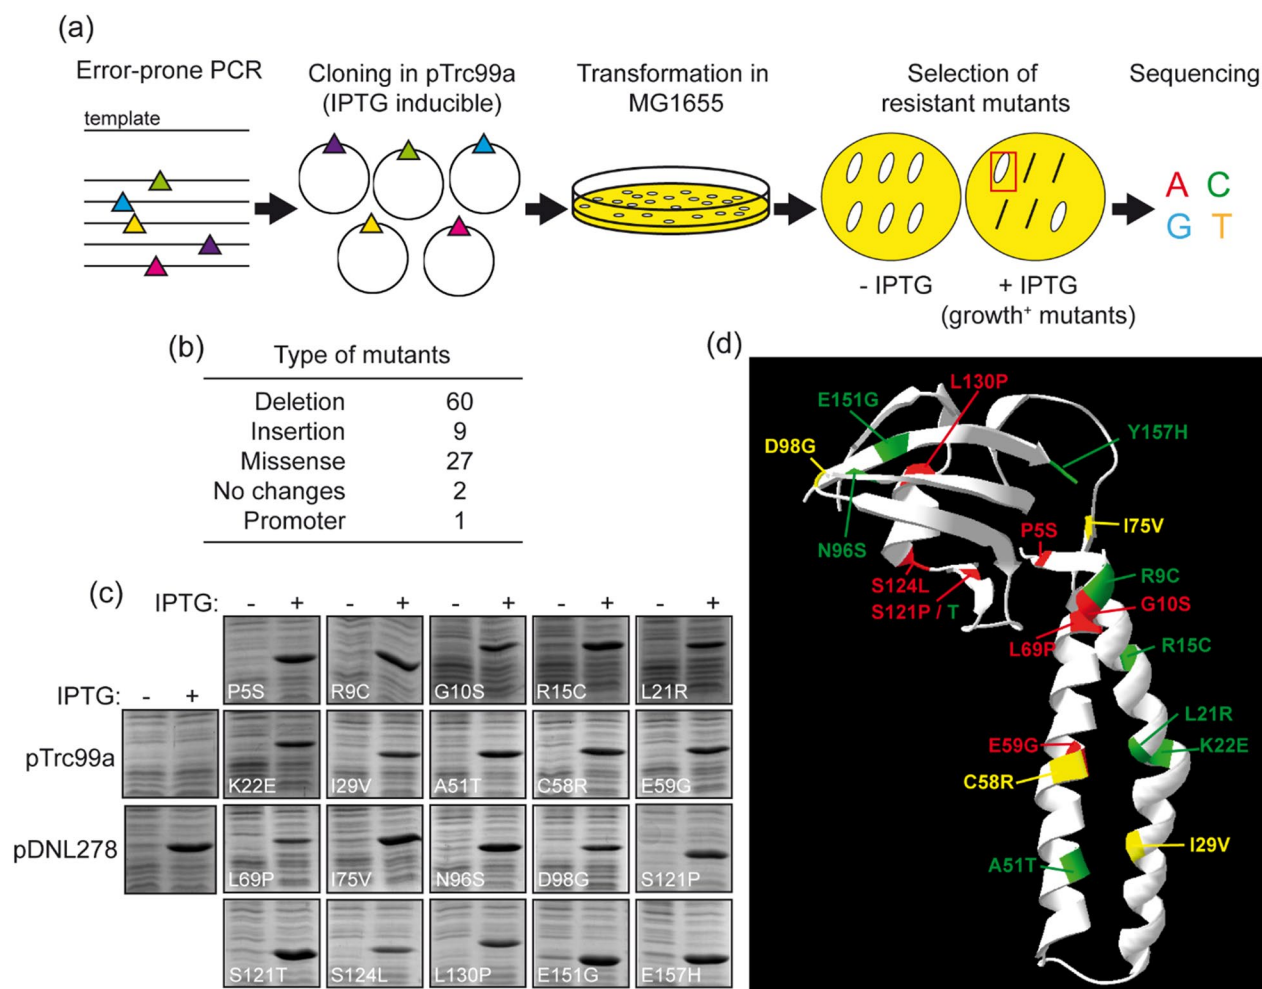 (a)
Error-prone PCR
Cloning in pTrc99a
(IPTG inducible)
Transformation in
MG1655
Selection of
resistant mutants
Sequencing
template
A C
G T
- IPTG
+ IPTG
(growth+ mutants)
(b)
Type of mutants
Deletion 60
Insertion 9
Missense 27
No changes 2
Promoter 1
(c)
IPTG: - + - + - + - + - +
P5S R9C G10S R15C L21R
IPTG: - +
pTrc99a
K22E I29V A51T C58R E59G
pDNL278
L69P I75V N96S D98G S121P
S121T S124L L130P E151G E157H
(d)
L130P
E151G
Y157H
D98G
I75V
P5S
N96S
S124L
R9C
S121P / T
G10S
L69P
R15C
L21R
E59G
K22E
C58R
I29V
A51T